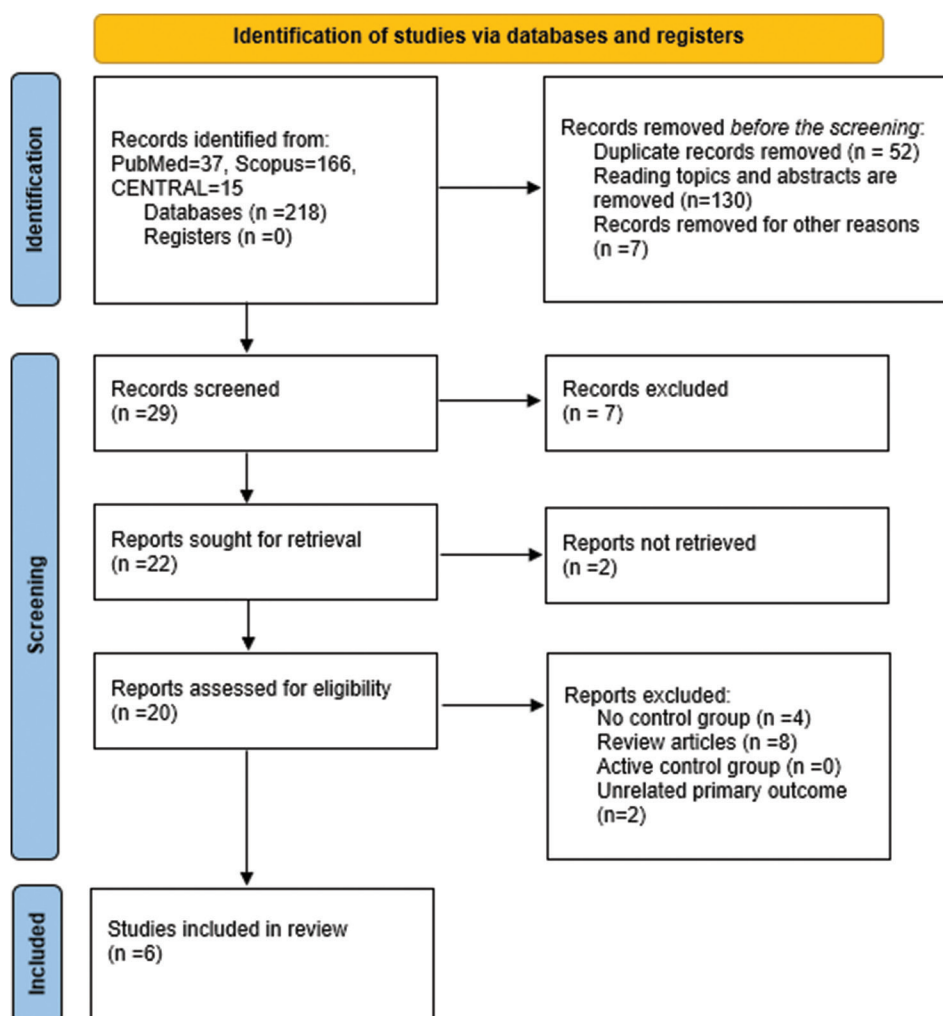 Identification of studies via databases and registers
Identification
Records identified from:
PubMed=37, Scopus=166,
CENTRAL=15
Databases (n =218)
Registers (n =0)
Records removed before the screening:
Duplicate records removed (n = 52)
Reading topics and abstracts are
removed (n=130)
Records removed for other reasons
(n =7)
Screening
Records screened
(n =29)
Records excluded
(n = 7)
Reports sought for retrieval
(n =22)
Reports not retrieved
(n =2)
Reports assessed for eligibility
(n =20)
Reports excluded:
No control group (n =4)
Review articles (n =8)
Active control group (n =0)
Unrelated primary outcome
(n=2)
Included
Studies included in review
(n =6)